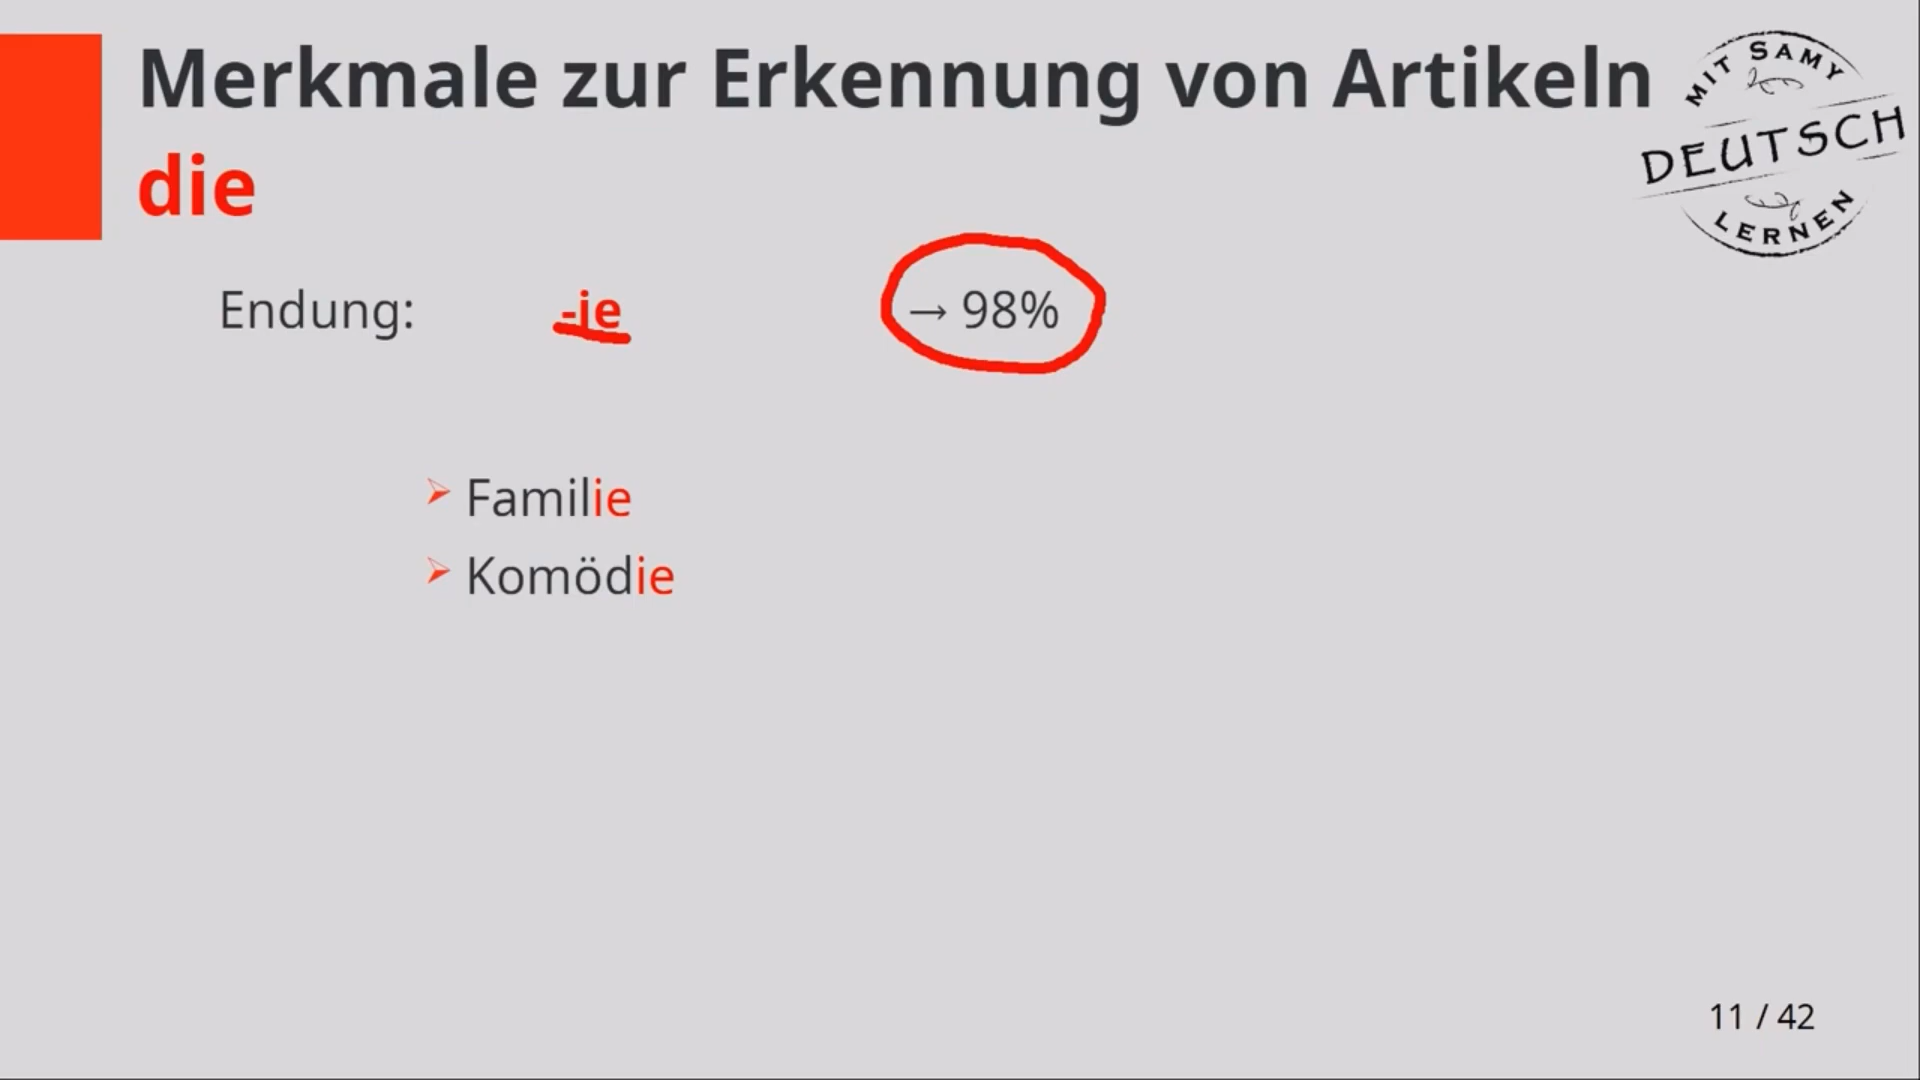 Merkmale zur Erkennung von Artikeln
die
MIT SAMY
DEUTSCH
LERNEN
Endung: -ie → 98%
➢ Familie
➢ Komödie
11 / 42